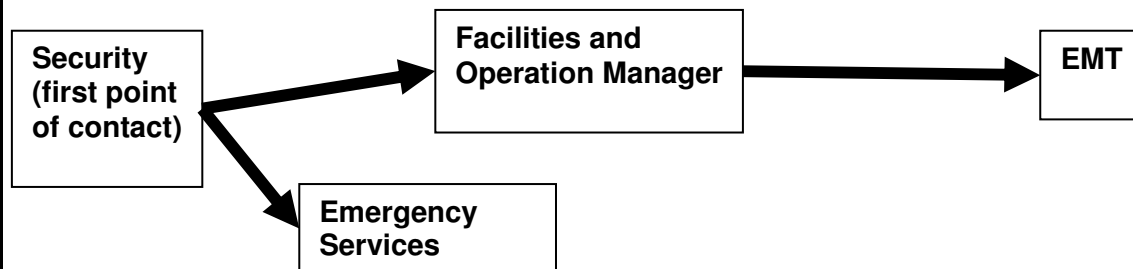 Security
(first point
of contact)
Facilities and
Operation Manager
EMT
Emergency
Services